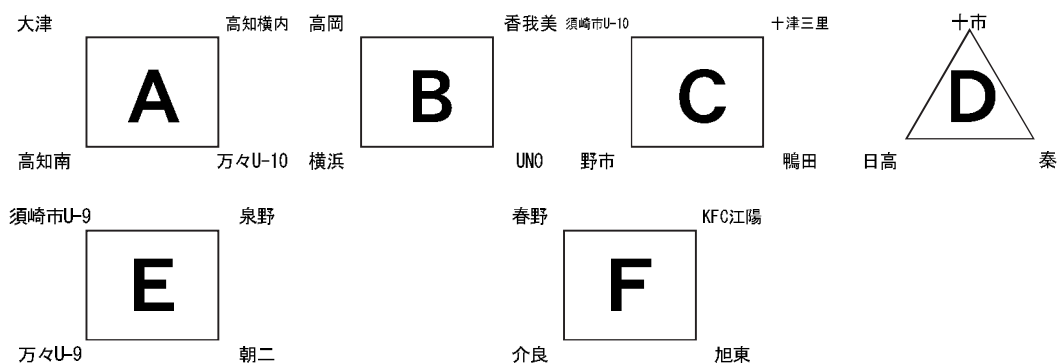 大津 高知横内 高岡 香我美 須崎市U-10 十津三里 十市
A B C D
高知南 万々U-10 横浜 UNO 野市 鴨田 日高 秦
須崎市U-9 泉野 春野 KFC江陽
E F
万々U-9 朝二 介良 旭東